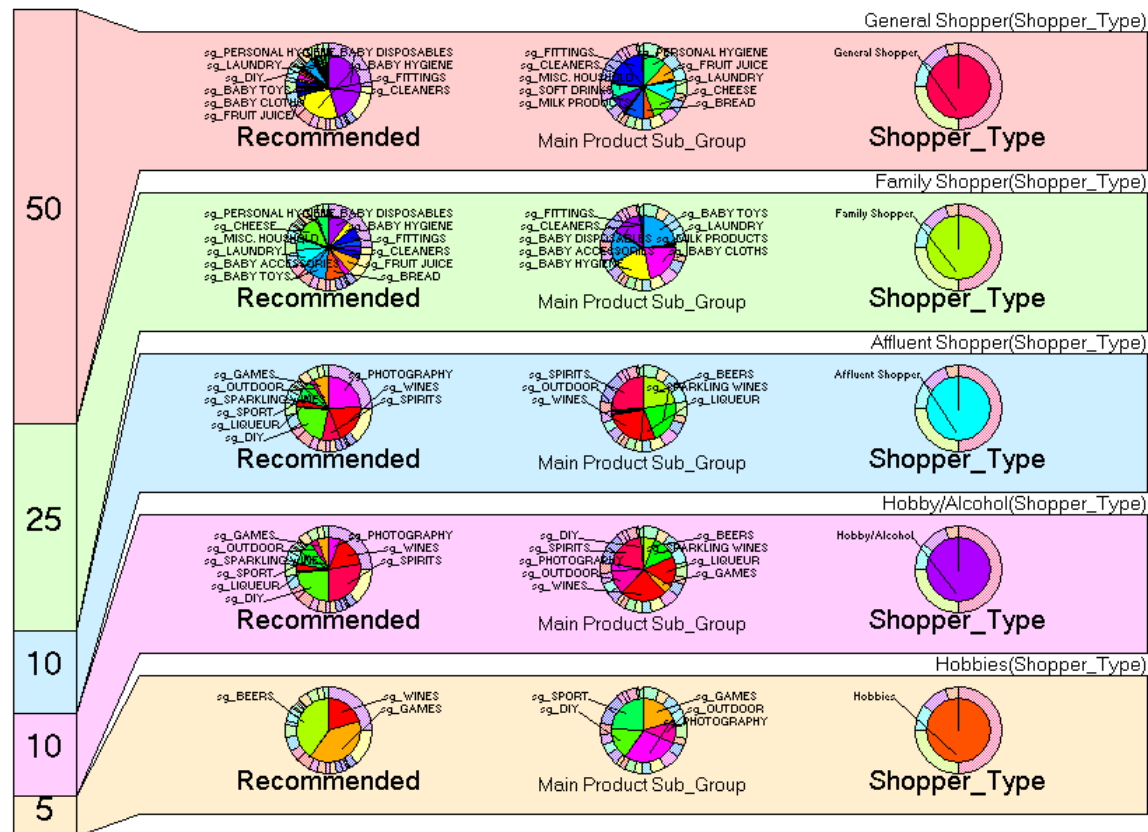 General Shopper(Shopper_Type)
sg_PERSONAL HYGIENE
sg_LAUNDRY
sg_DIY
sg_BABY TOYS
sg_BABY CLOTHS
sg_FRUIT JUICE
BABY DISPOSABLES
sg_BABY HYGIENE
sg_FITTINGS
sg_CLEANERS
Recommended
sg_FITTINGS
sg_CLEANERS
sg_MISC. HOUSHOLD
sg_SOFT DRINKS
sg_MILK PRODUCTS
sg_PERSONAL HYGIENE
sg_FRUIT JUICE
sg_LAUNDRY
sg_CHEESE
sg_BREAD
Main Product Sub_Group
General Shopper
Shopper_Type
50
Family Shopper(Shopper_Type)
sg_PERSONAL HYGIENE
sg_CHEESE
sg_MISC. HOUSHOLD
sg_LAUNDRY
sg_BABY ACCESSORIES
sg_BABY TOYS
BABY DISPOSABLES
sg_BABY HYGIENE
sg_FITTINGS
sg_CLEANERS
sg_FRUIT JUICE
sg_BREAD
Recommended
sg_FITTINGS
sg_CLEANERS
sg_BABY DISPOSABLES
sg_BABY ACCESSORIES
sg_BABY HYGIENE
sg_BABY TOYS
sg_LAUNDRY
sg_MILK PRODUCTS
sg_BABY CLOTHS
Main Product Sub_Group
Family Shopper
Shopper_Type
25
Affluent Shopper(Shopper_Type)
sg_GAMES
sg_OUTDOOR
sg_SPARKLING WINES
sg_SPORT
sg_LIQUEUR
sg_DIY
sg_PHOTOGRAPHY
sg_WINES
sg_SPIRITS
Recommended
sg_SPIRITS
sg_OUTDOOR
sg_WINES
sg_BEERS
sg_SPARKLING WINES
sg_LIQUEUR
Main Product Sub_Group
Affluent Shopper
Shopper_Type
10
Hobby/Alcohol(Shopper_Type)
sg_GAMES
sg_OUTDOOR
sg_SPARKLING WINES
sg_SPORT
sg_LIQUEUR
sg_DIY
sg_PHOTOGRAPHY
sg_WINES
sg_SPIRITS
Recommended
sg_DIY
sg_SPIRITS
sg_PHOTOGRAPHY
sg_OUTDOOR
sg_WINES
sg_BEERS
sg_SPARKLING WINES
sg_LIQUEUR
sg_GAMES
Main Product Sub_Group
Hobby/Alcohol
Shopper_Type
10
Hobbies(Shopper_Type)
sg_BEERS
sg_WINES
sg_GAMES
Recommended
sg_SPORT
sg_DIY
sg_GAMES
sg_OUTDOOR
sg_PHOTOGRAPHY
Main Product Sub_Group
Hobbies
Shopper_Type
5